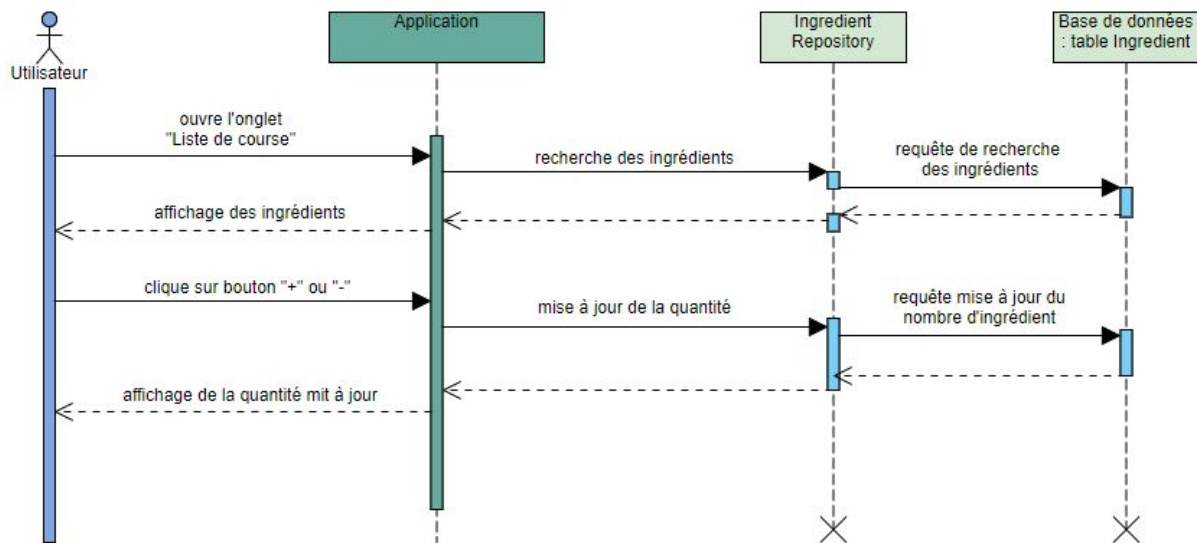 Application
Ingredient
Repository
Base de données
: table Ingredient
Utilisateur
ouvre l'onglet
"Liste de course"
recherche des ingrédients
requête de recherche
des ingrédients
affichage des ingrédients
clique sur bouton "+" ou "-"
mise à jour de la quantité
requête mise à jour du
nombre d'ingrédient
affichage de la quantité mit à jour